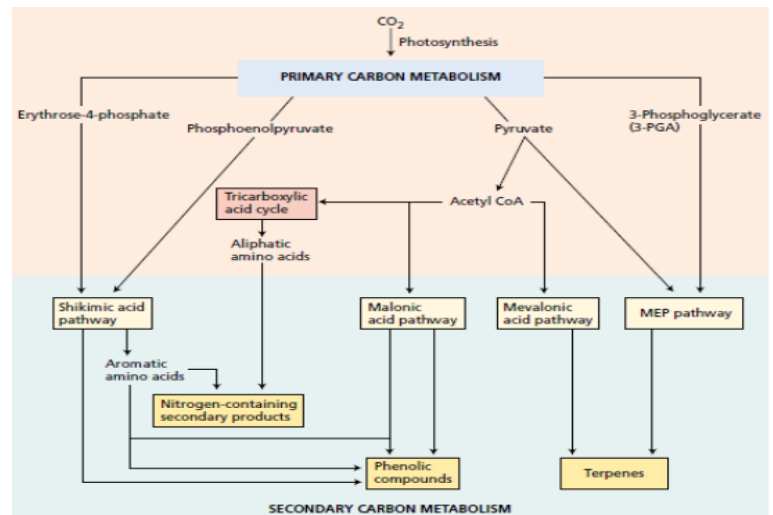 CO2
Photosynthesis
PRIMARY CARBON METABOLISM
Erythrose-4-phosphate
Phosphoenolpyruvate
Pyruvate
3-Phosphoglycerate
(3-PGA)
Tricarboxylic
acid cycle
Acetyl CoA
Aliphatic
amino acids
Shikimic acid
pathway
Malonic
acid pathway
Mevalonic
acid pathway
MEP pathway
Aromatic
amino acids
Nitrogen-containing
secondary products
Phenolic
compounds
Terpenes
SECONDARY CARBON METABOLISM